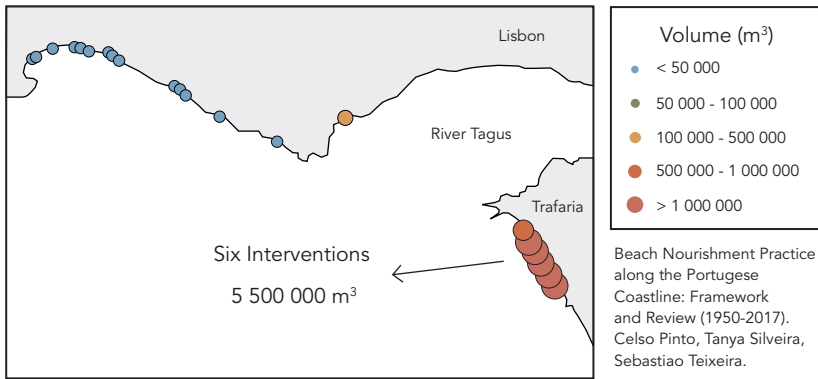 Lisbon
River Tagus
Trafaria
Six Interventions
5 500 000 m³
Volume (m³)
< 50 000
50 000 - 100 000
100 000 - 500 000
500 000 - 1 000 000
> 1 000 000
Beach Nourishment Practice
along the Portugese
Coastline: Framework
and Review (1950-2017).
Celso Pinto, Tanya Silveira,
Sebastiao Teixeira.